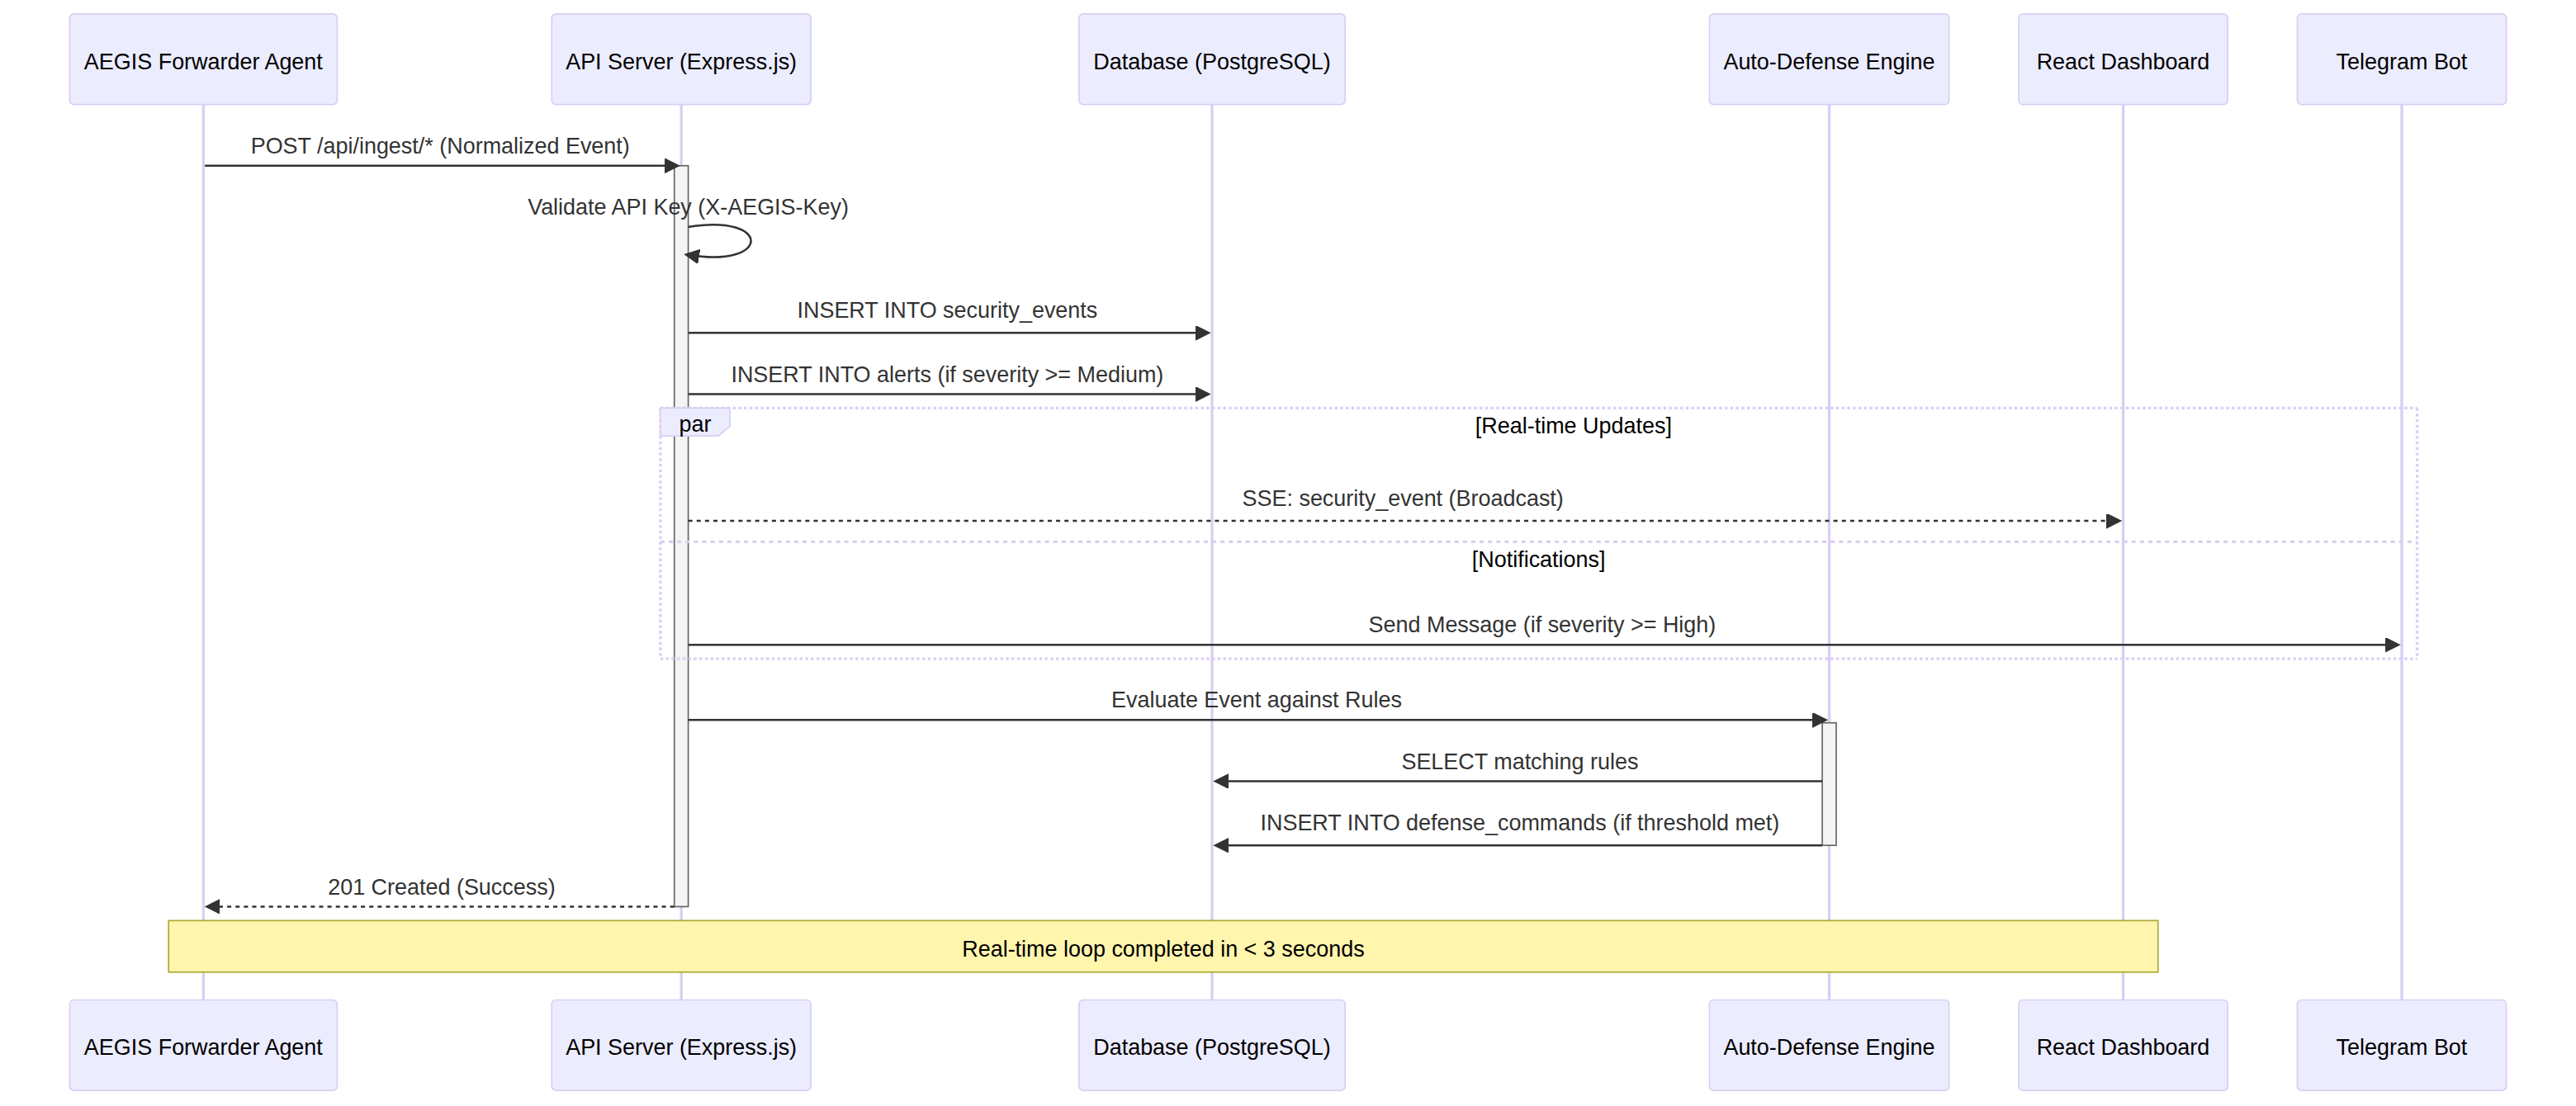 AEGIS Forwarder Agent
API Server (Express.js)
Database (PostgreSQL)
Auto-Defense Engine
React Dashboard
Telegram Bot
POST /api/ingest/* (Normalized Event)
Validate API Key (X-AEGIS-Key)
INSERT INTO security_events
INSERT INTO alerts (if severity >= Medium)
par
[Real-time Updates]
SSE: security_event (Broadcast)
[Notifications]
Send Message (if severity >= High)
Evaluate Event against Rules
SELECT matching rules
INSERT INTO defense_commands (if threshold met)
201 Created (Success)
Real-time loop completed in < 3 seconds
AEGIS Forwarder Agent
API Server (Express.js)
Database (PostgreSQL)
Auto-Defense Engine
React Dashboard
Telegram Bot